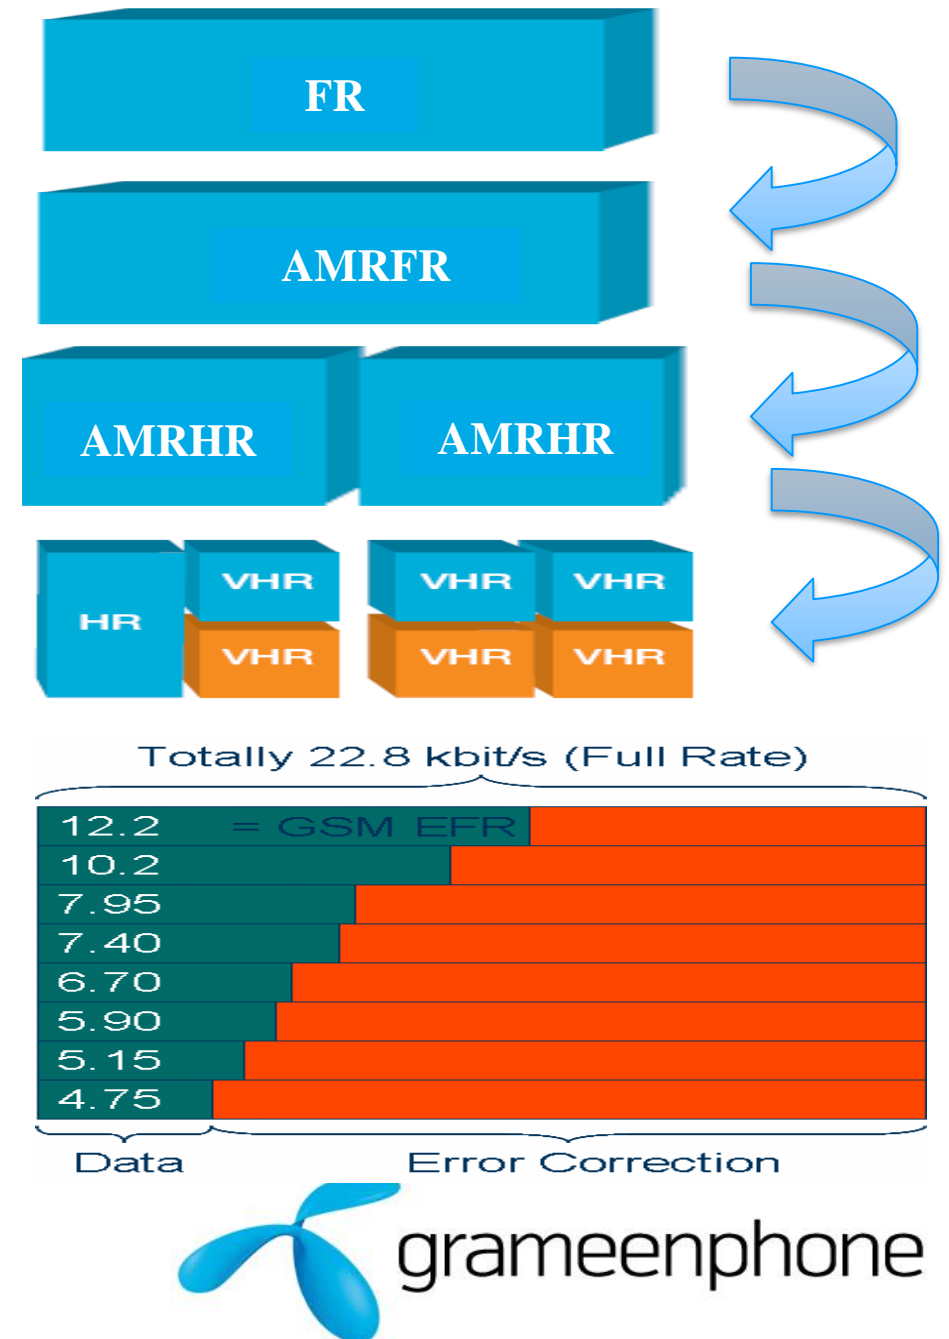 FR
AMRFR
AMRHR AMRHR
HR VHR VHR VHR
VHR VHR VHR
Totally 22.8 kbit/s (Full Rate)
12.2 = GSM EFR
10.2
7.95
7.40
6.70
5.90
5.15
4.75
Data Error Correction
grameenphone